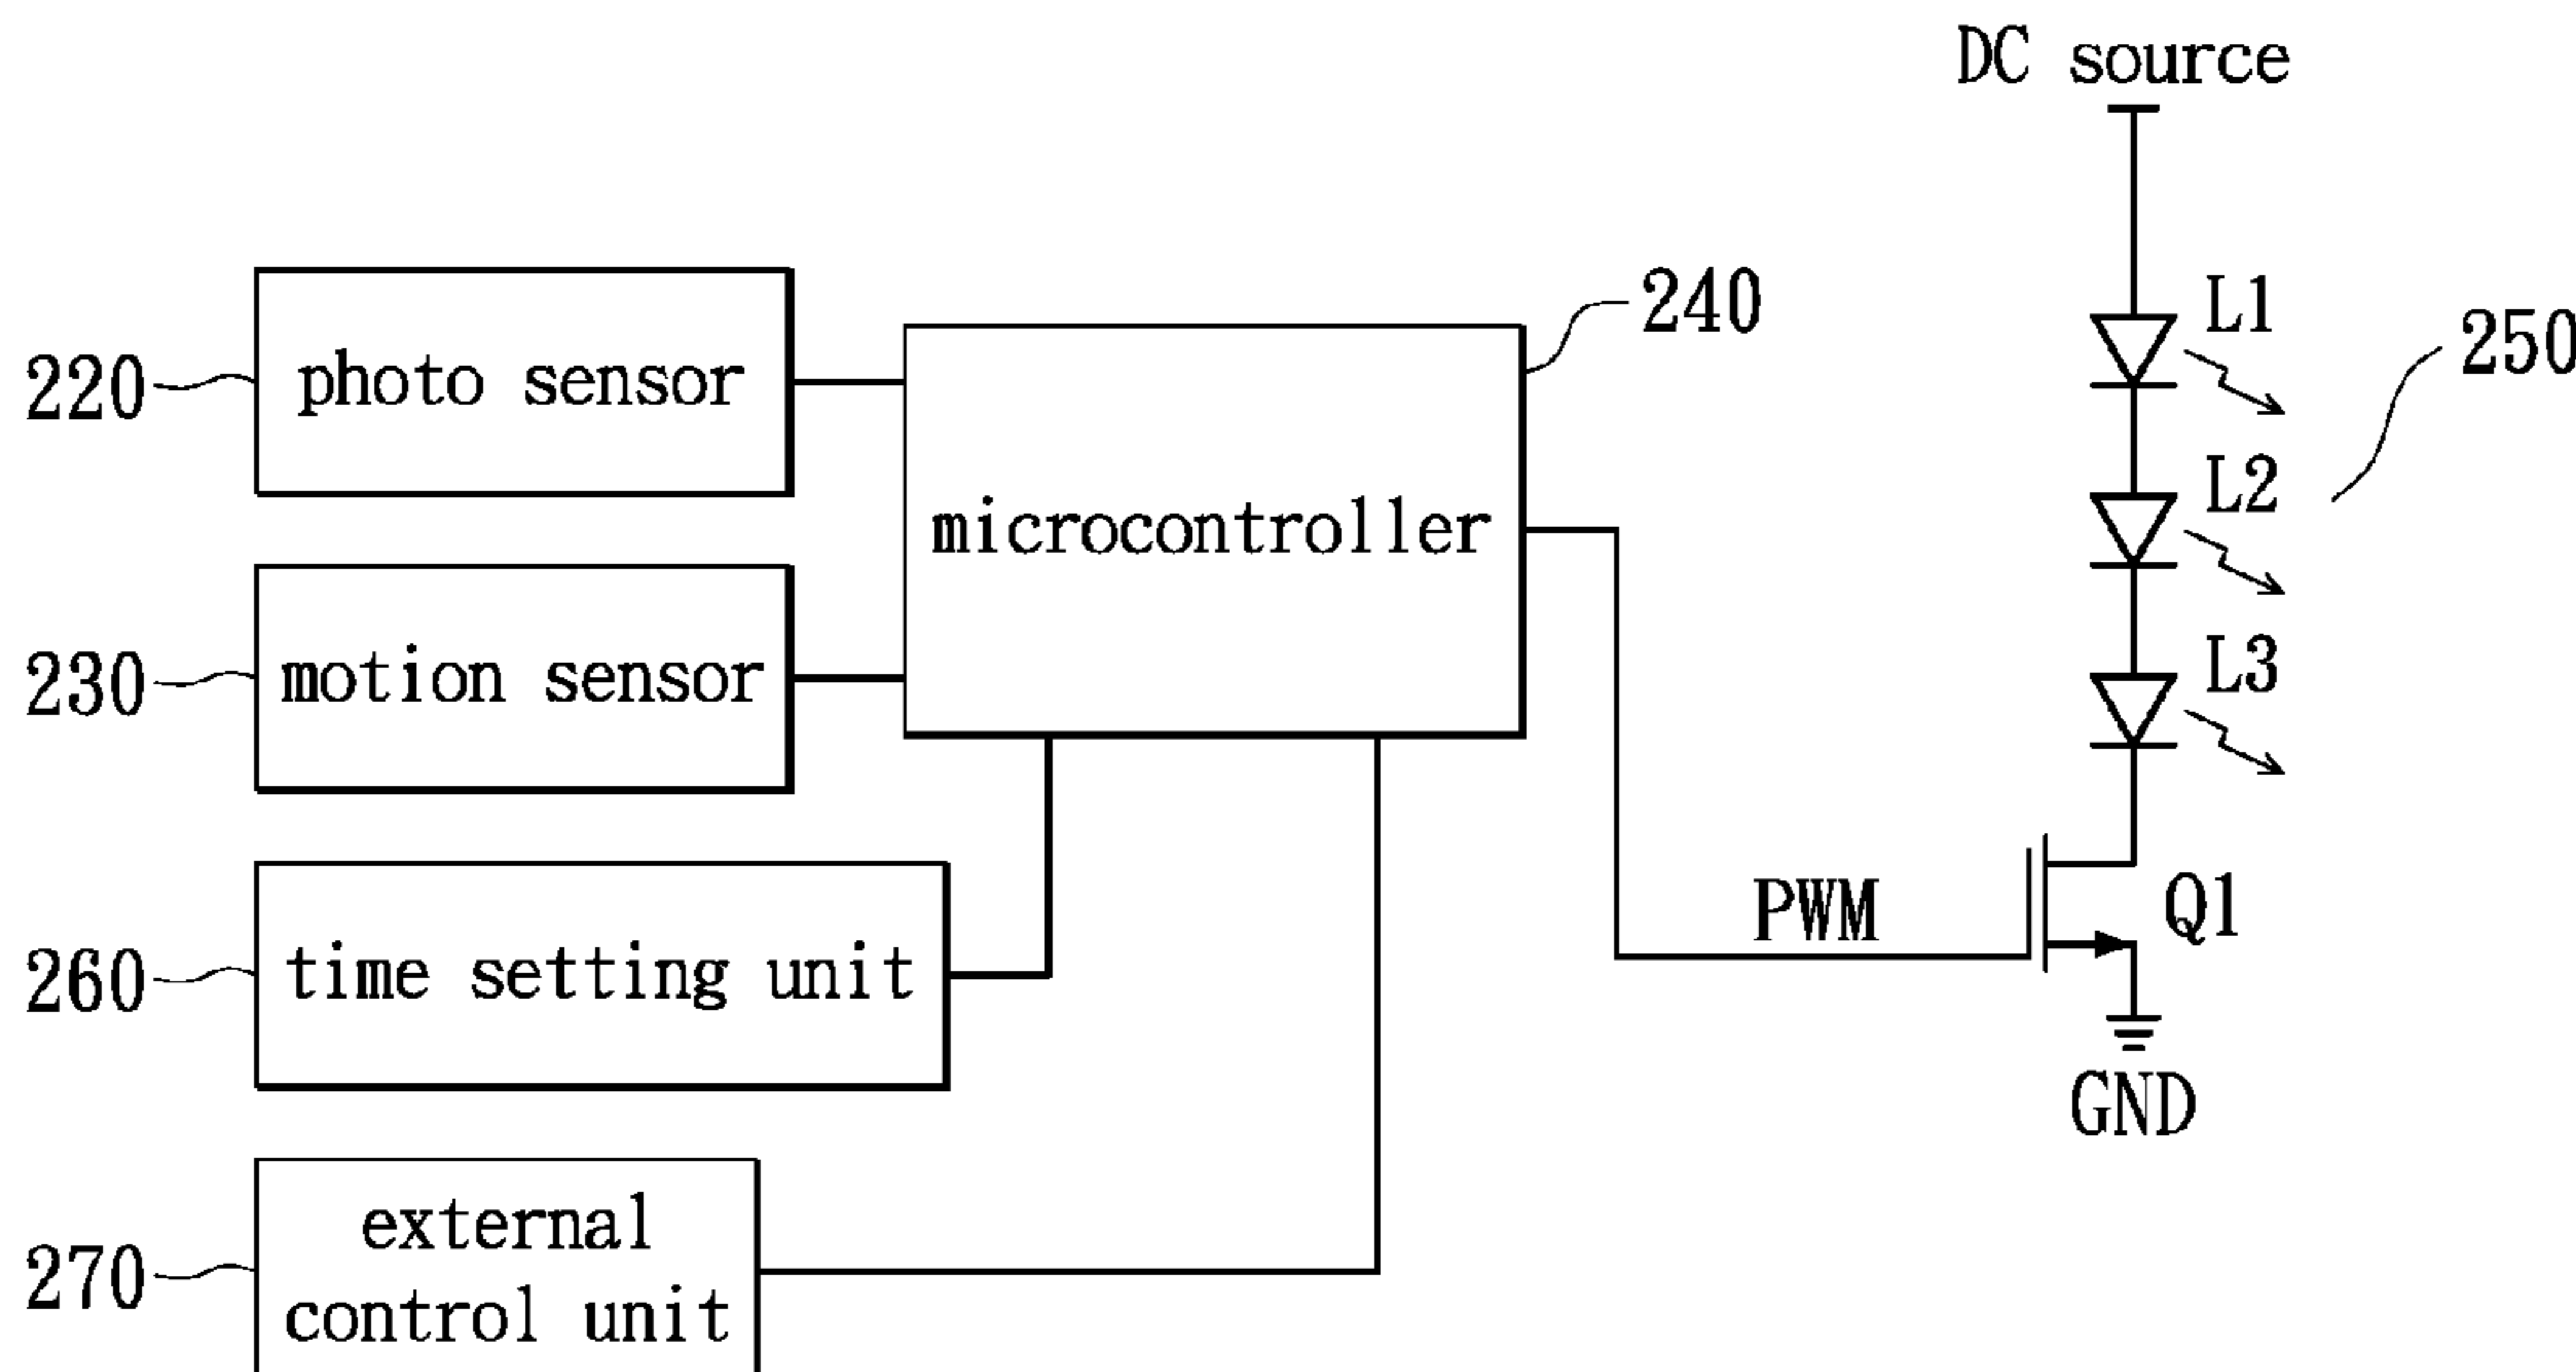 DC source
L1
240
250
photo sensor
220
L2
microcontroller
230
motion sensor
L3
PWM
Q1
260
time setting unit
GND
270
external
control unit